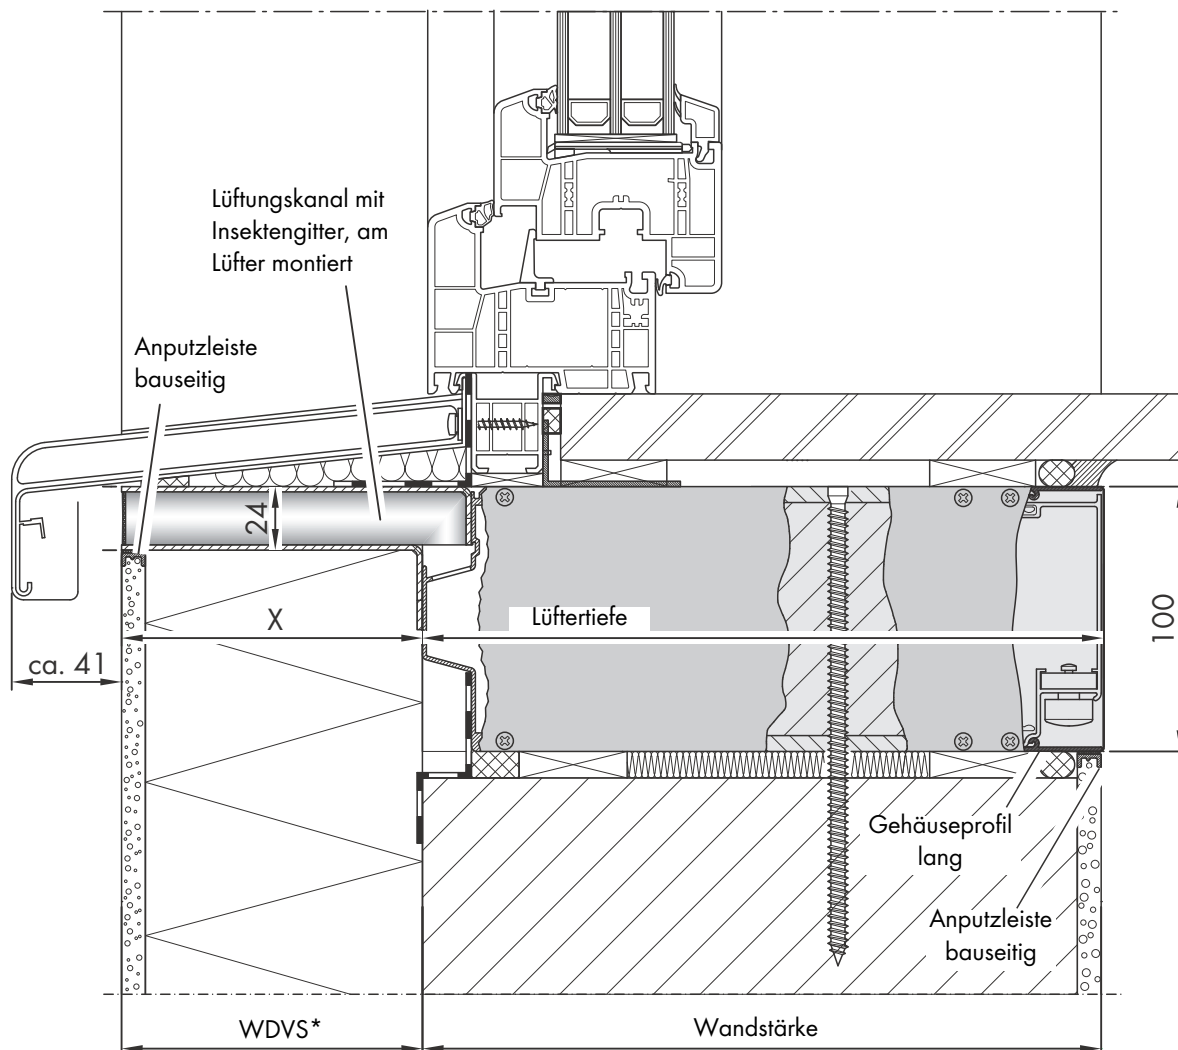 Lüftungskanal mit
Insektengitter, am
Lüfter montiert
Anputzleiste
bauseitig
24
X
Lüftertiefe
100
ca. 41
Gehäuseprofil
lang
Anputzleiste
bauseitig
WDVS*
Wandstärke